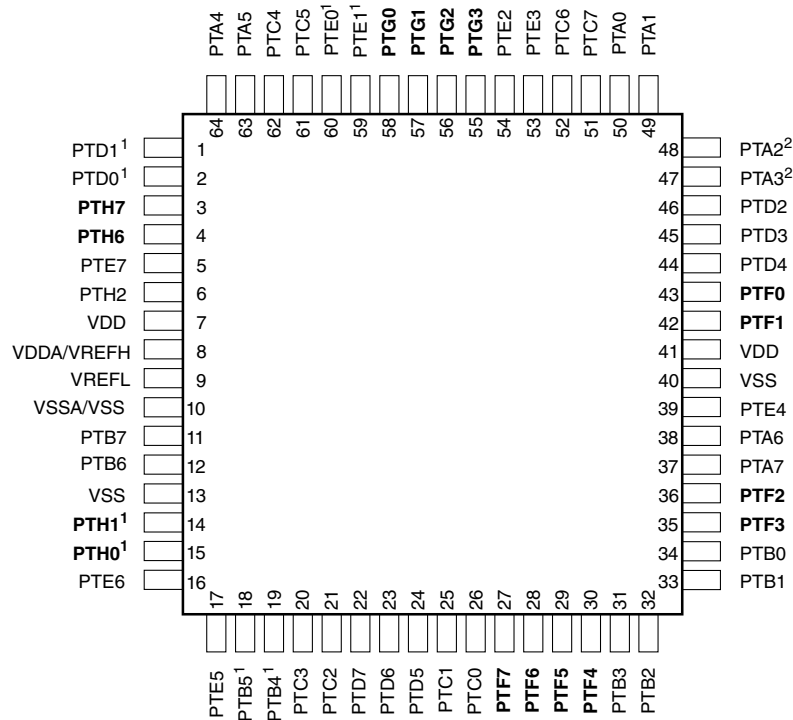 PTA4 PTA5 PTC4 PTC5 PTE0¹ PTE1¹ PTG0 PTG1 PTG2 PTG3 PTE2 PTE3 PTC6 PTC7 PTA0 PTA1
64 63 62 61 60 59 58 57 56 55 54 53 52 51 50 49
PTD1¹ 1 48 PTA2²
PTD0¹ 2 47 PTA3²
PTH7 3 46 PTD2
PTH6 4 45 PTD3
PTE7 5 44 PTD4
PTH2 6 43 PTF0
VDD 7 42 PTF1
VDDA/VREFH 8 41 VDD
VREFL 9 40 VSS
VSSA/VSS 10 39 PTE4
PTB7 11 38 PTA6
PTB6 12 37 PTA7
VSS 13 36 PTF2
PTH1¹ 14 35 PTF3
PTH0¹ 15 34 PTB0
PTE6 16 33 PTB1
17 18 19 20 21 22 23 24 25 26 27 28 29 30 31 32
PTE5 PTB5¹ PTB4¹ PTC3 PTC2 PTD7 PTD6 PTD5 PTC1 PTC0 PTF7 PTF6 PTF5 PTF4 PTB3 PTB2